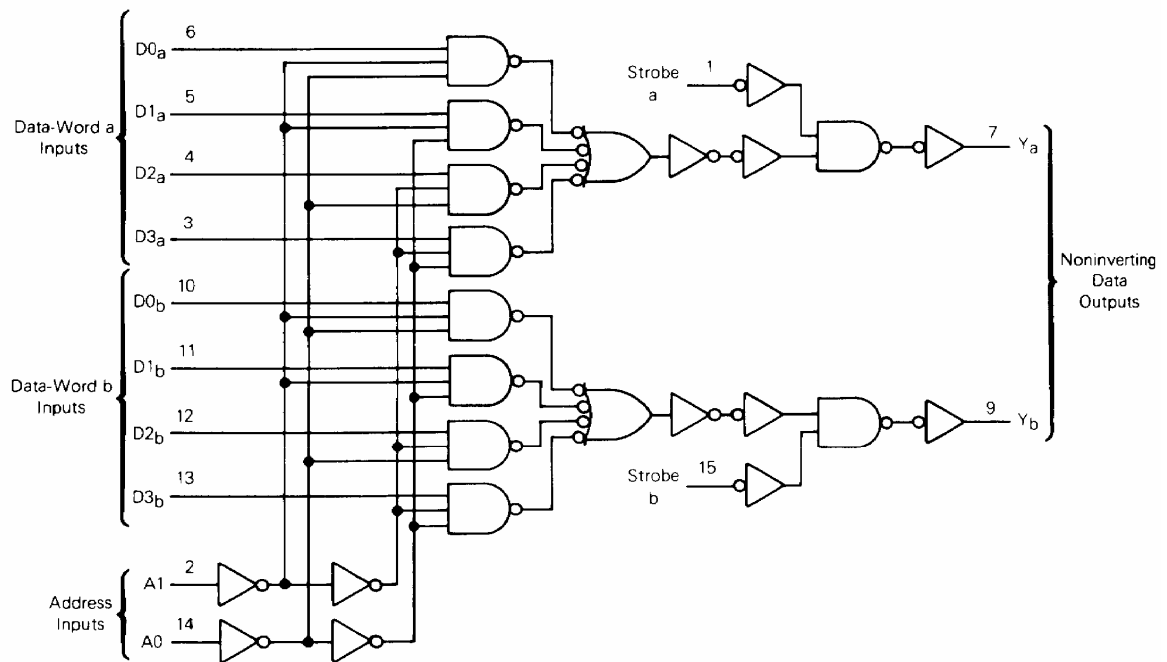 D0a 6
D1a 5
D2a 4
D3a 3
Data-Word a
Inputs
D0b 10
D1b 11
D2b 12
D3b 13
Data-Word b
Inputs
A1 2
A0 14
Address
Inputs
Strobe
a
1
7 Ya
Noninverting
Data
Outputs
9 Yb
Strobe
b
15